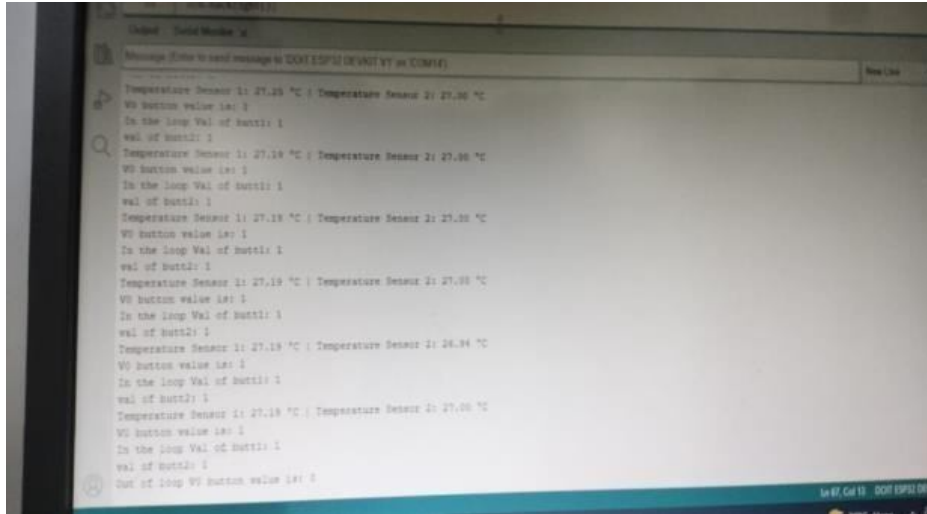 Output Serial Monitor x
Message (Enter to send message to 'DOIT ESP32 DEVKIT V1' on 'COM14')
New Line
Temperature Sensor 1: 27.25 °C | Temperature Sensor 2: 27.00 °C
V0 button value is:
In the loop Val of butt1: 1
val of butt2: 1
Temperature Sensor 1: 27.19 °C | Temperature Sensor 2: 27.00 °C
V0 button value is: 1
In the loop Val of butt1: 1
val of butt2: 1
Temperature Sensor 1: 27.19 °C | Temperature Sensor 2: 27.00 °C
V0 button value is: 1
In the loop Val of butt1: 1
val of butt2: 1
Temperature Sensor 1: 27.19 °C | Temperature Sensor 2: 27.00 °C
V0 button value is: 1
In the loop Val of butt1: 1
val of butt2: 1
Temperature Sensor 1: 27.19 °C | Temperature Sensor 2: 26.94 °C
V0 button value is: 1
In the loop Val of butt1: 1
val of butt2: 1
Temperature Sensor 1: 27.19 °C | Temperature Sensor 2: 27.00 °C
V0 button value is: 1
In the loop Val of butt1: 1
val of butt2: 1
Out of loop V0 button value is: 0
Ln 87, Col 13 DOIT ESP32 DE